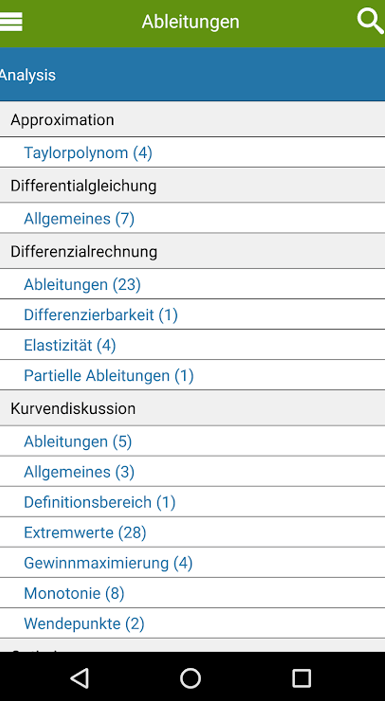 Ableitungen
Analysis
Approximation
Taylorpolynom (4)
Differentialgleichung
Allgemeines (7)
Differenzialrechnung
Ableitungen (23)
Differenzierbarkeit (1)
Elastizität (4)
Partielle Ableitungen (1)
Kurvendiskussion
Ableitungen (5)
Allgemeines (3)
Definitionsbereich (1)
Extremwerte (28)
Gewinnmaximierung (4)
Monotonie (8)
Wendepunkte (2)